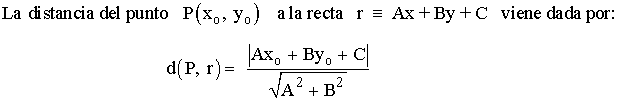 La distancia del punto P(x₀, y₀) a la recta r ≡ Ax + By + C viene dada por:
d(P, r) = |Ax₀ + By₀ + C| / √(A² + B²)